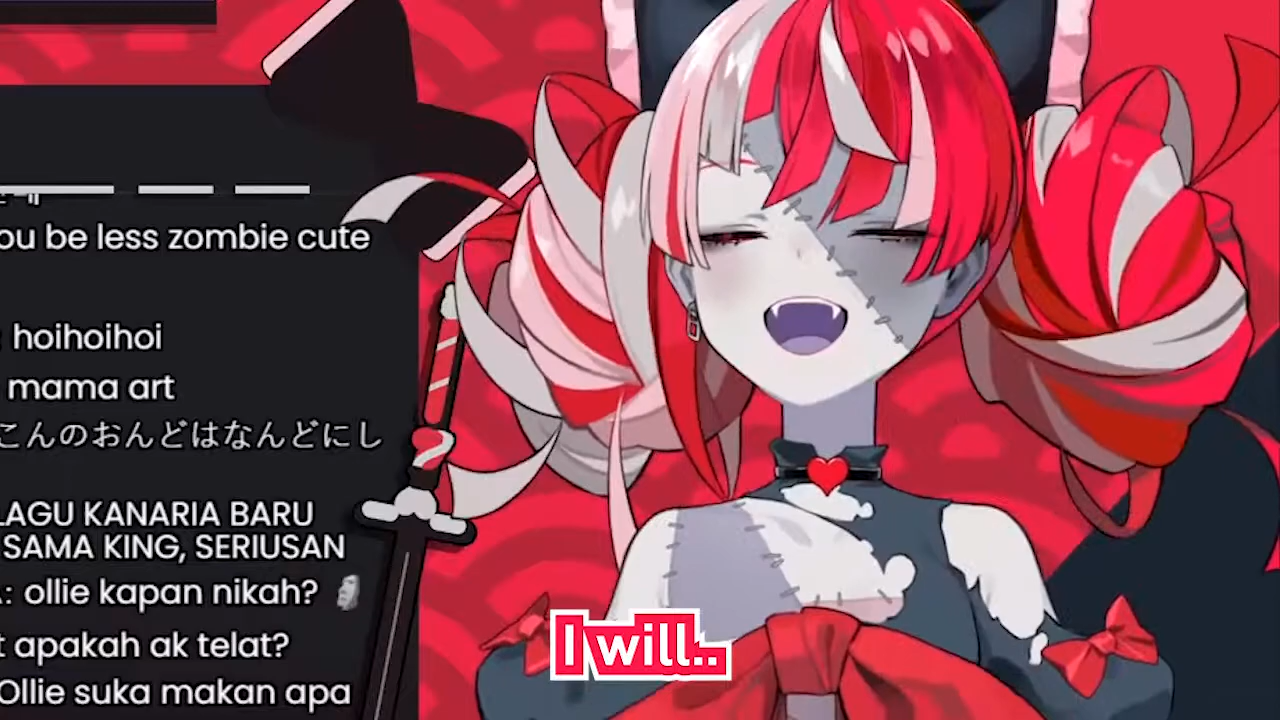 ou be less zombie cute
hoihoihoi
mama art
こんのおんどはなんどにし
LAGU KANARIA BARU
SAMA KING, SERIUSAN
: ollie kapan nikah?
t apakah ak telat?
Ollie suka makan apa
I will..